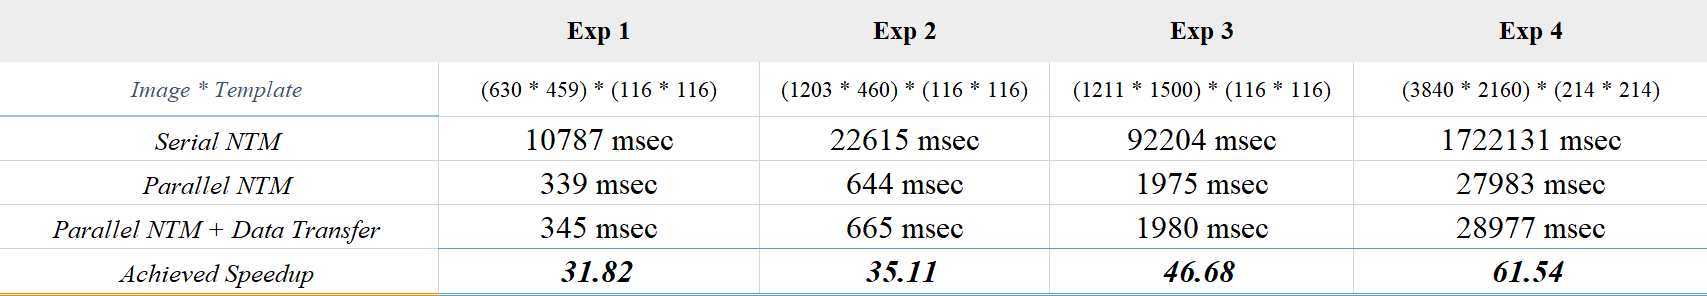 Exp 1 Exp 2 Exp 3 Exp 4
Image * Template (630 * 459) * (116 * 116) (1203 * 460) * (116 * 116) (1211 * 1500) * (116 * 116) (3840 * 2160) * (214 * 214)
Serial NTM 10787 msec 22615 msec 92204 msec 1722131 msec
Parallel NTM 339 msec 644 msec 1975 msec 27983 msec
Parallel NTM + Data Transfer 345 msec 665 msec 1980 msec 28977 msec
Achieved Speedup 31.82 35.11 46.68 61.54